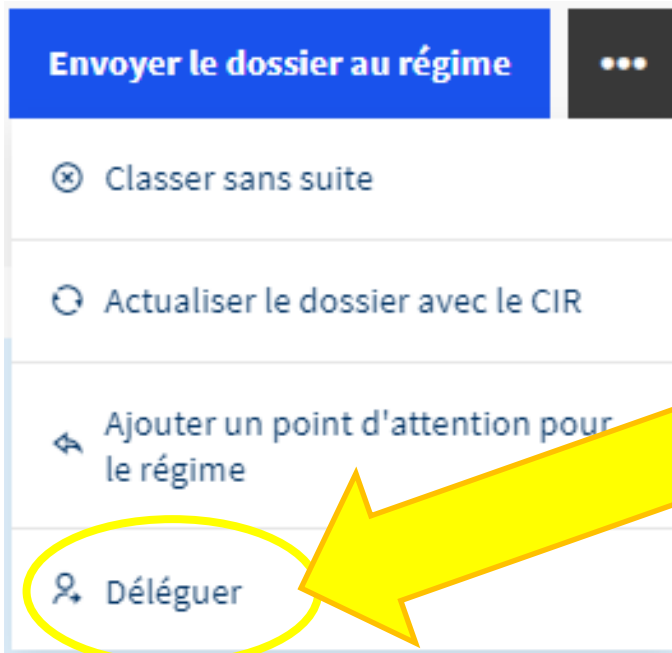 Envoyer le dossier au régime
Classer sans suite
Actualiser le dossier avec le CIR
Ajouter un point d'attention pour
le régime
Déléguer